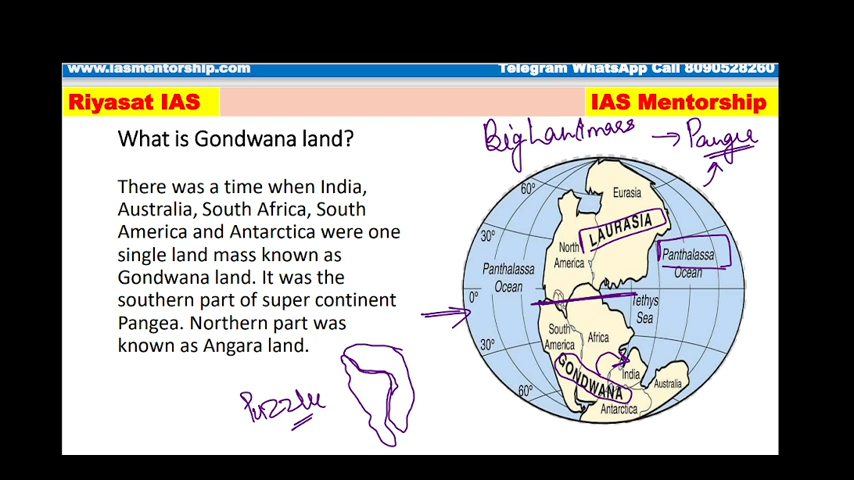 www.iasmentorship.com
Telegram WhatsApp Call 8090528260
Riyasat IAS
IAS Mentorship
What is Gondwana land?
Big Landmass → Pangea
There was a time when India,
Australia, South Africa, South
America and Antarctica were one
single land mass known as
Gondwana land. It was the
southern part of super continent
Pangea. Northern part was
known as Angara land.
Puzzle
60°
Eurasia
30°
LAURASIA
North
America
Panthalassa
Ocean
Panthalassa
Ocean
0°
Tethys
Sea
South
America
Africa
30°
GONDWANA
India
Australia
60°
Antarctica